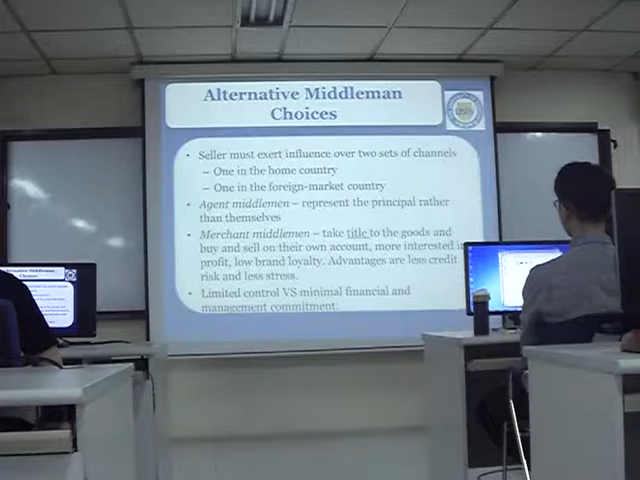 Alternative Middleman
Choices
• Seller must exert influence over two sets of channels
– One in the home country
– One in the foreign-market country
• Agent middlemen – represent the principal rather
than themselves
• Merchant middlemen – take title to the goods and
buy and sell on their own account, more interested in
profit, low brand loyalty. Advantages are less credit
risk and less stress.
• Limited control VS minimal financial and
management commitment.